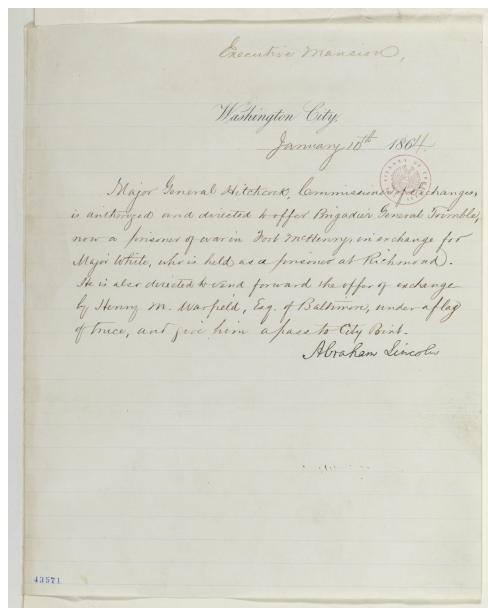 Executive Mansion,
Washington City,
January 10th 1864.
Major General Hitchcock, Commissioner of Exchanges,
is authorized and directed to offer Brigadier General Trimble,
now a prisoner of war in Fort McHenry, in exchange for
Major White, who is held as a prisoner at Richmond.
He is also directed to send forward the offer of exchange
by Henry M. Warfield, Esq. of Baltimore, under a flag
of truce, and give him a pass to City Point.
Abraham Lincoln
43571